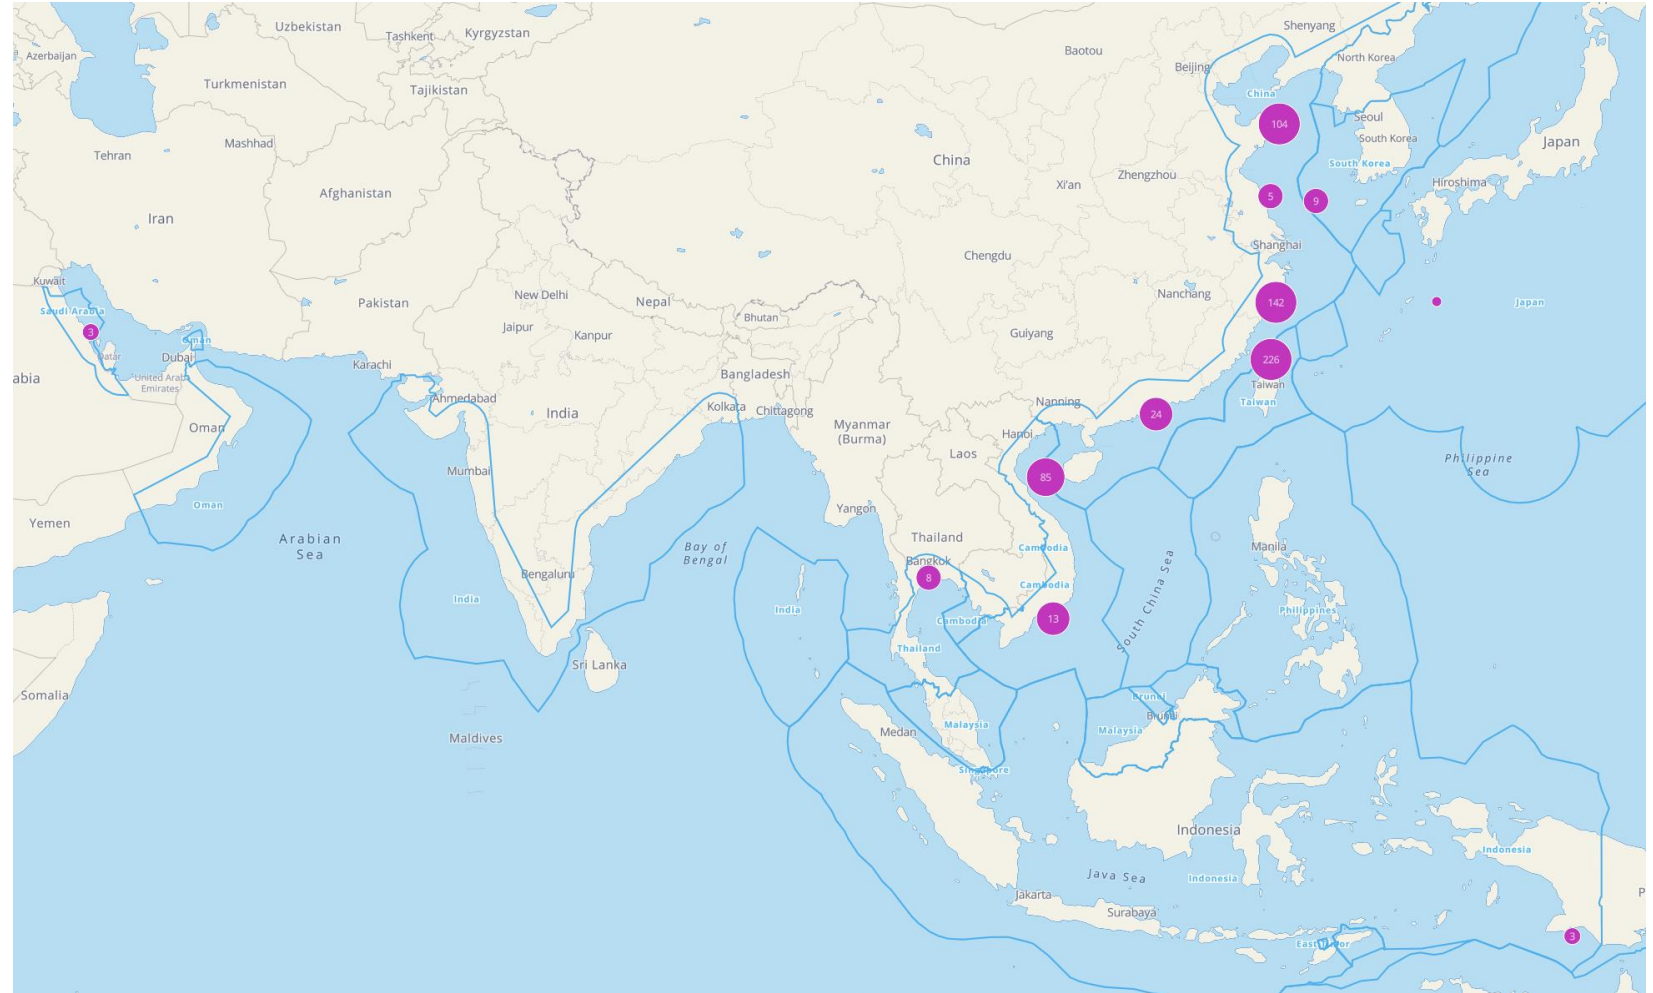 Uzbekistan
Tashkent
Kyrgyzstan
Shenyang
Azerbaijan
Baotou
North Korea
Beijing
Turkmenistan
Tajikistan
China
104
Seoul
South Korea
Mashhad
Tehran
China
Japan
South Korea
Zhengzhou
Xi'an
Hiroshima
Afghanistan
5
9
Iran
Shanghai
Chengdu
Kuwait
New Delhi
Nanchang
Pakistan
Nepal
142
Japan
Saudi Arabia
Bhutan
Jaipur
Kanpur
Guiyang
3
Oman
Qatar
Dubai
226
Karachi
abia
United Arab
Emirates
Bangladesh
Taiwan
Ahmedabad
Kolkata
Chittagong
India
Nanning
Taiwan
24
Oman
Myanmar
(Burma)
Hanoi
Laos
Philippine
Sea
Mumbai
85
Oman
Yangon
Yemen
Arabian
Sea
Thailand
Bay of
Bengal
Cambodia
Manila
Bangkok
Bengaluru
8
Cambodia
India
India
South China Sea
Philippines
13
Cambodia
Thailand
Sri Lanka
Somalia
Brunei
Brunei
Malaysia
Medan
Malaysia
Maldives
Singapore
Indonesia
Indonesia
Java Sea
Indonesia
Jakarta
P
Surabaya
3
East Timor